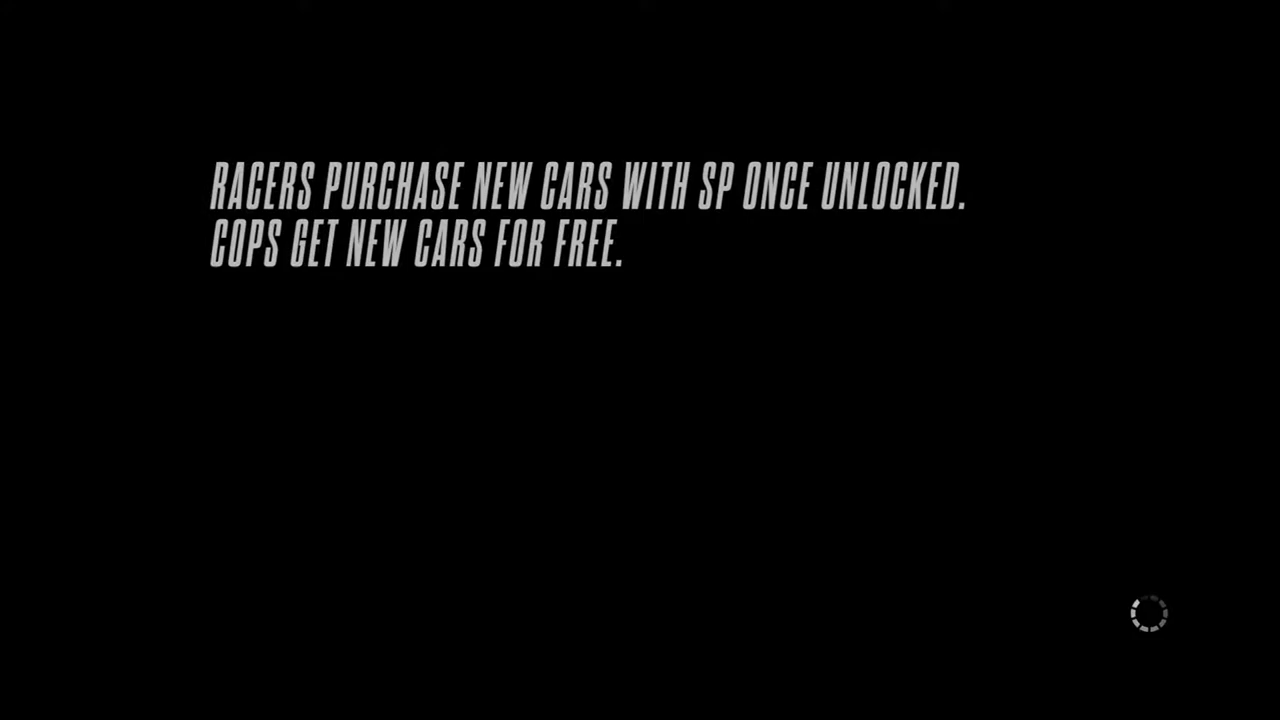 RACERS PURCHASE NEW CARS WITH SP ONCE UNLOCKED.
COPS GET NEW CARS FOR FREE.